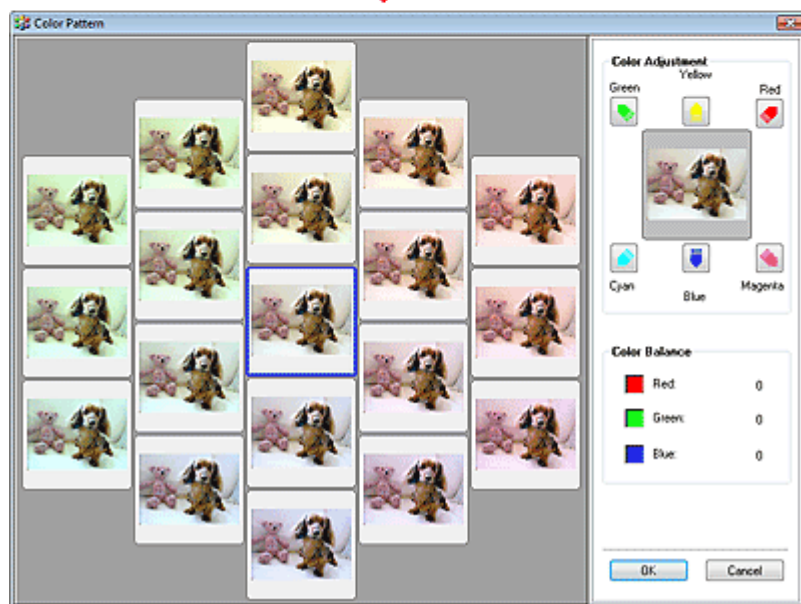 Color Pattern
Color Adjustment
Yellow
Green
Red
Cyan
Blue
Magenta
Color Balance
Red: 0
Green: 0
Blue: 0
OK
Cancel